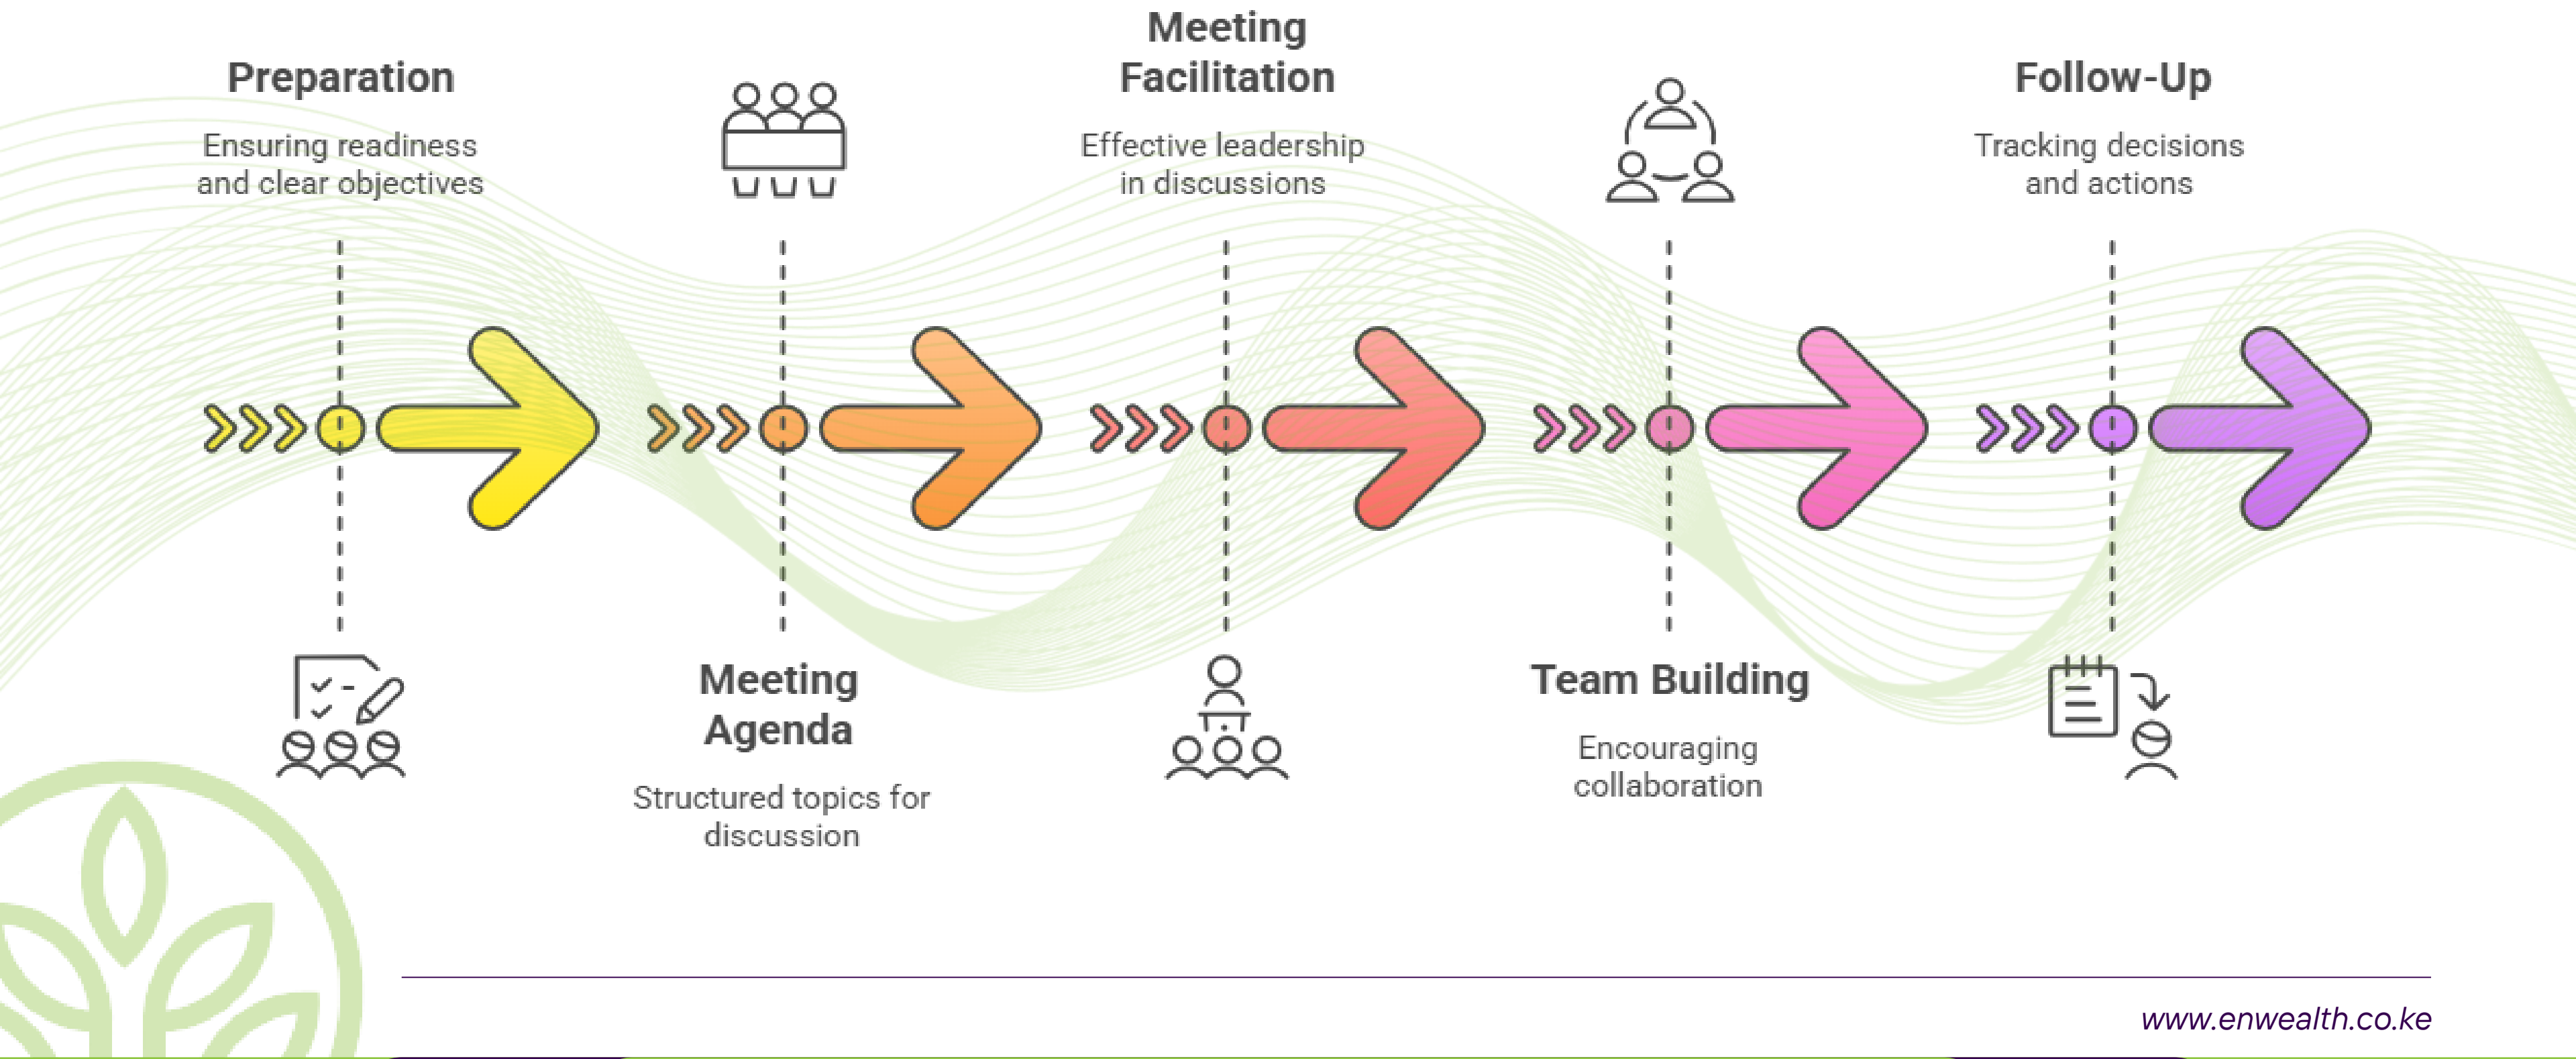 Preparation
Ensuring readiness
and clear objectives
Meeting
Agenda
Structured topics for
discussion
Meeting
Facilitation
Effective leadership
in discussions
Team Building
Encouraging
collaboration
Follow-Up
Tracking decisions
and actions
www.enwealth.co.ke